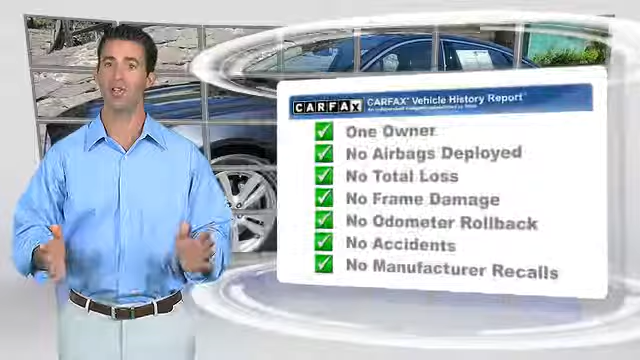 CARFAX CARFAX Vehicle History Report
One Owner
No Airbags Deployed
No Total Loss
No Frame Damage
No Odometer Rollback
No Accidents
No Manufacturer Recalls